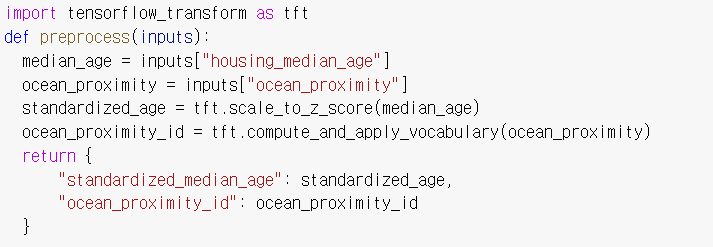 import tensorflow_transform as tft
def preprocess(inputs):
  median_age = inputs["housing_median_age"]
  ocean_proximity = inputs["ocean_proximity"]
  standardized_age = tft.scale_to_z_score(median_age)
  ocean_proximity_id = tft.compute_and_apply_vocabulary(ocean_proximity)
  return {
      "standardized_median_age": standardized_age,
      "ocean_proximity_id": ocean_proximity_id
  }